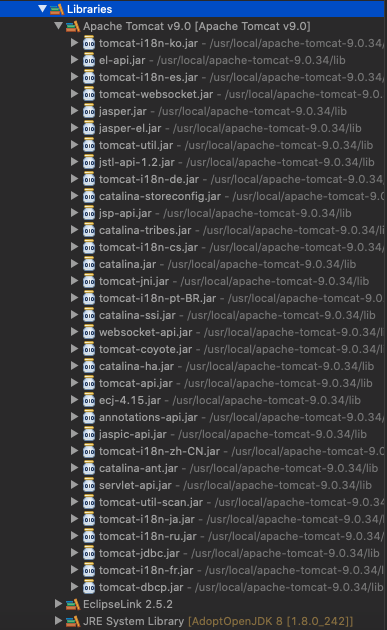 Libraries
Apache Tomcat v9.0 [Apache Tomcat v9.0]
tomcat-i18n-ko.jar - /usr/local/apache-tomcat-9.0.34/
el-api.jar - /usr/local/apache-tomcat-9.0.34/lib
tomcat-i18n-es.jar - /usr/local/apache-tomcat-9.0.34/
tomcat-websocket.jar - /usr/local/apache-tomcat-9.0
jasper.jar - /usr/local/apache-tomcat-9.0.34/lib
jasper-el.jar - /usr/local/apache-tomcat-9.0.34/lib
tomcat-util.jar - /usr/local/apache-tomcat-9.0.34/lib
jstl-api-1.2.jar - /usr/local/apache-tomcat-9.0.34/lib
tomcat-i18n-de.jar - /usr/local/apache-tomcat-9.0.34/
catalina-storeconfig.jar - /usr/local/apache-tomcat-9
jsp-api.jar - /usr/local/apache-tomcat-9.0.34/lib
catalina-tribes.jar - /usr/local/apache-tomcat-9.0.34/li
tomcat-i18n-cs.jar - /usr/local/apache-tomcat-9.0.34/
catalina.jar - /usr/local/apache-tomcat-9.0.34/lib
tomcat-jni.jar - /usr/local/apache-tomcat-9.0.34/lib
tomcat-i18n-pt-BR.jar - /usr/local/apache-tomcat-9.0
catalina-ssi.jar - /usr/local/apache-tomcat-9.0.34/lib
websocket-api.jar - /usr/local/apache-tomcat-9.0.34/
tomcat-coyote.jar - /usr/local/apache-tomcat-9.0.34/
catalina-ha.jar - /usr/local/apache-tomcat-9.0.34/lib
tomcat-api.jar - /usr/local/apache-tomcat-9.0.34/lib
ecj-4.15.jar - /usr/local/apache-tomcat-9.0.34/lib
annotations-api.jar - /usr/local/apache-tomcat-9.0.34/
jaspic-api.jar - /usr/local/apache-tomcat-9.0.34/lib
tomcat-i18n-zh-CN.jar - /usr/local/apache-tomcat-9.0
catalina-ant.jar - /usr/local/apache-tomcat-9.0.34/lib
servlet-api.jar - /usr/local/apache-tomcat-9.0.34/lib
tomcat-util-scan.jar - /usr/local/apache-tomcat-9.0.34
tomcat-i18n-ja.jar - /usr/local/apache-tomcat-9.0.34/
tomcat-i18n-ru.jar - /usr/local/apache-tomcat-9.0.34/
tomcat-jdbc.jar - /usr/local/apache-tomcat-9.0.34/lib
tomcat-i18n-fr.jar - /usr/local/apache-tomcat-9.0.34/l
tomcat-dbcp.jar - /usr/local/apache-tomcat-9.0.34/lib
EclipseLink 2.5.2
JRE System Library [AdoptOpenJDK 8 [1.8.0_242]]